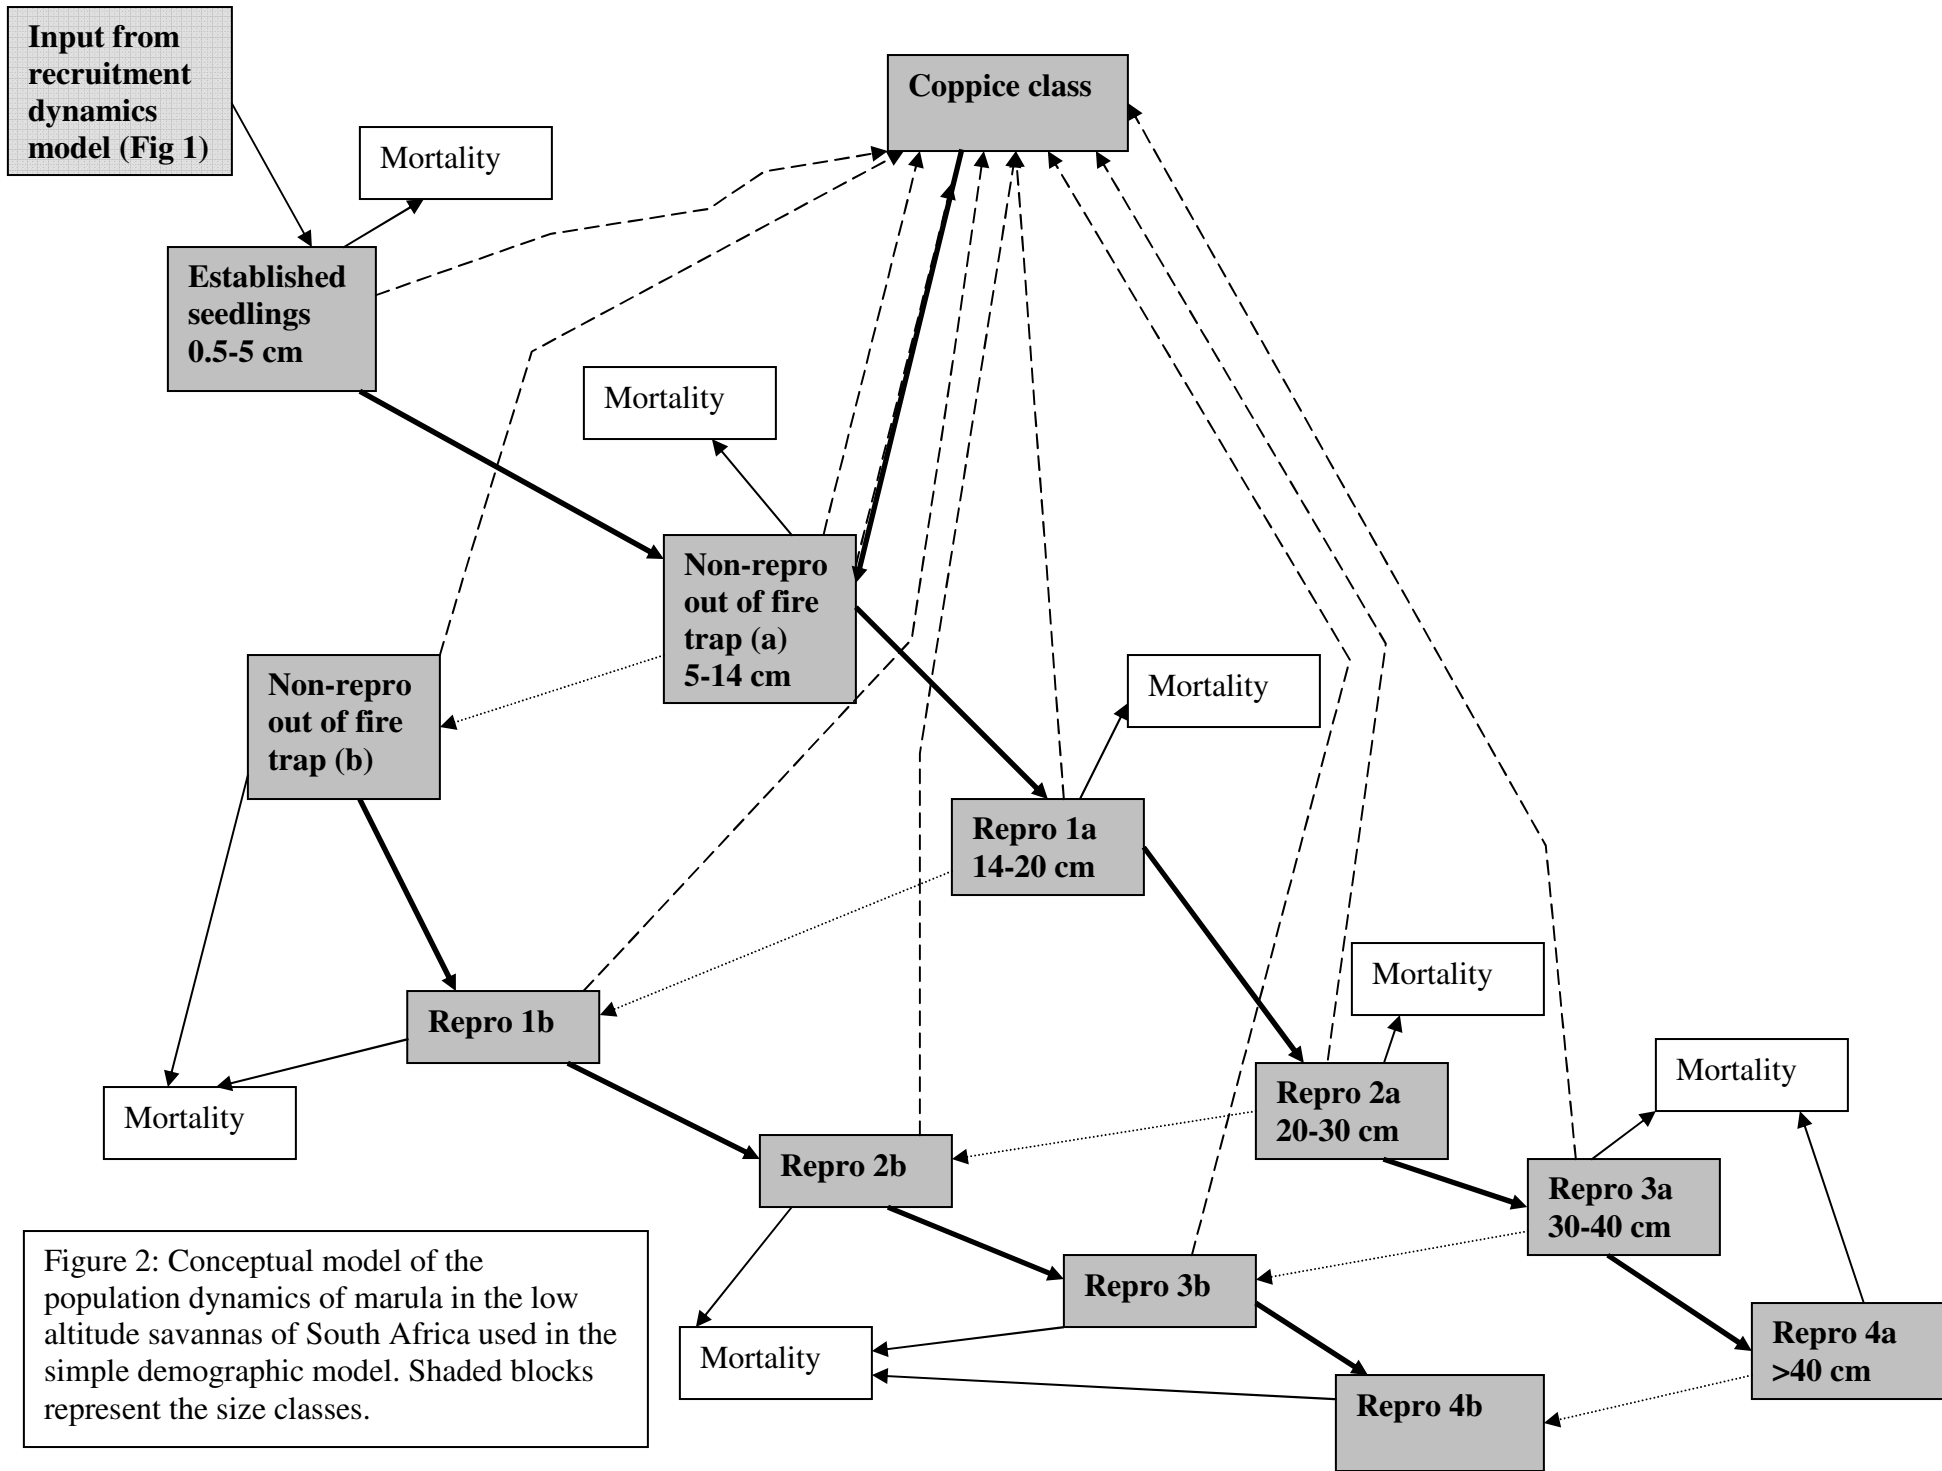 Input from
recruitment
dynamics
model (Fig 1)
Coppice class
Mortality
Established
seedlings
0.5-5 cm
Mortality
Non-repro
out of fire
trap (a)
5-14 cm
Non-repro
out of fire
trap (b)
Mortality
Repro 1a
14-20 cm
Mortality
Repro 1b
Mortality
Repro 2a
20-30 cm
Mortality
Repro 2b
Repro 3a
30-40 cm
Repro 3b
Mortality
Repro 4a
>40 cm
Repro 4b
Figure 2: Conceptual model of the
population dynamics of marula in the low
altitude savannas of South Africa used in the
simple demographic model. Shaded blocks
represent the size classes.